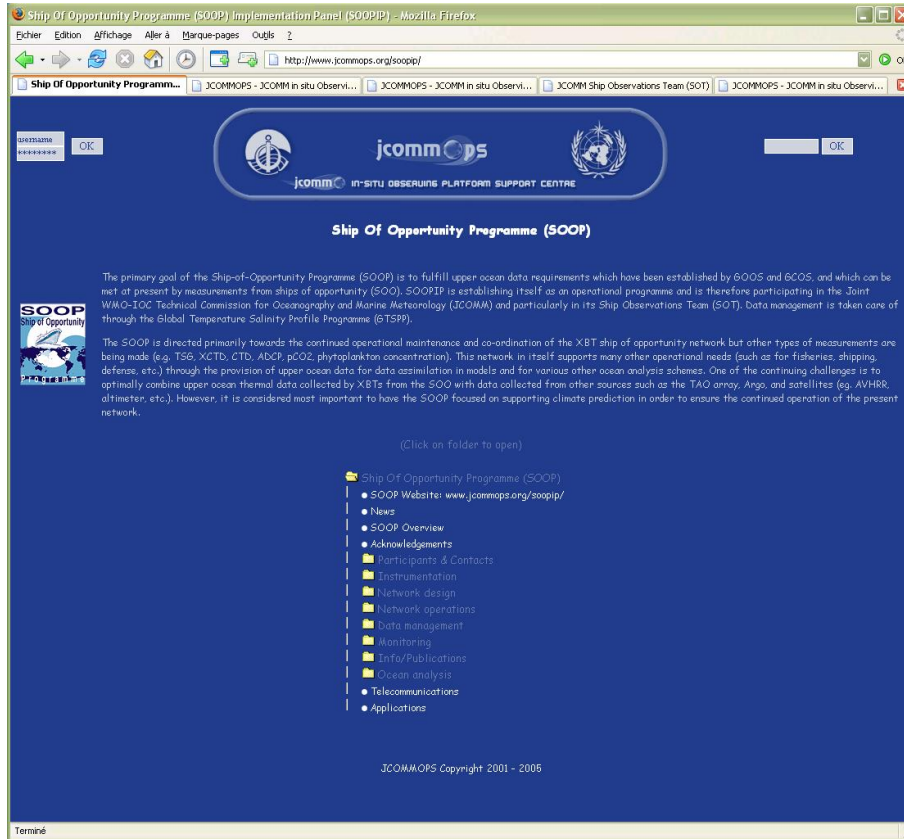 Ship Of Opportunity Programme (SOOP) Implementation Panel (SOOPIP) - Mozilla Firefox
Fichier Edition Affichage Aller à Marque-pages Outils ?
http://www.jcommops.org/soopip/
Ship Of Opportunity Programm... JCOMMOPS - JCOMM in situ Observi... JCOMMOPS - JCOMM in situ Observi... JCOMM Ship Observations Team (SOT) JCOMMOPS - JCOMM in situ Observi...
username
******** OK
OK
jcommOps
jcomm IN-SITU OBSERVING PLATFORM SUPPORT CENTRE
Ship Of Opportunity Programme (SOOP)
The primary goal of the Ship-of-Opportunity Programme (SOOP) is to fulfill upper ocean data requirements which have been established by GOOS and GCOS, and which can be
met at present by measurements from ships of opportunity (SOO). SOOPIP is establishing itself as an operational programme and is therefore participating in the Joint
WMO-IOC Technical Commission for Oceanography and Marine Meteorology (JCOMM) and particularly in its Ship Observations Team (SOT). Data management is taken care of
through the Global Temperature Salinity Profile Programme (GTSPP).
SOOP
Ship of Opportunity
Programme
The SOOP is directed primarily towards the continued operational maintenance and co-ordination of the XBT ship of opportunity network but other types of measurements are
being made (e.g. TSG, XCTD, CTD, ADCP, pCO2, phytoplankton concentration). This network in itself supports many other operational needs (such as for fisheries, shipping,
defense, etc.) through the provision of upper ocean data for data assimilation in models and for various other ocean analysis schemes. One of the continuing challenges is to
optimally combine upper ocean thermal data collected by XBTs from the SOO with data collected from other sources such as the TAO array, Argo, and satellites (eg. AVHRR,
altimeter, etc.). However, it is considered most important to have the SOOP focused on supporting climate prediction in order to ensure the continued operation of the present
network.
(Click on folder to open)
Ship Of Opportunity Programme (SOOP)
SOOP Website: www.jcommops.org/soopip/
News
SOOP Overview
Acknowledgements
Participants & Contacts
Instrumentation
Network design
Network operations
Data management
Monitoring
Info/Publications
Ocean analysis
Telecommunications
Applications
JCOMMOPS Copyright 2001 - 2005
Terminé